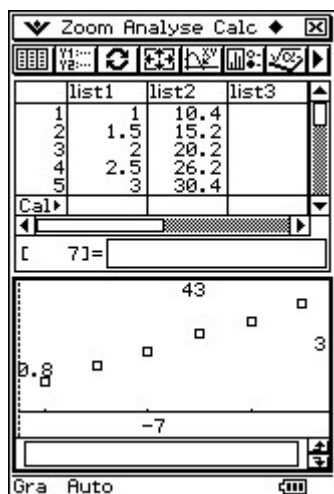 Zoom Analyse Calc
list1 list2 list3
1 1 10.4
2 1.5 15.2
3 2 20.2
4 2.5 26.2
5 3 30.4
Cal
[ 7]=
43
3
0.8
-7
Gra Auto